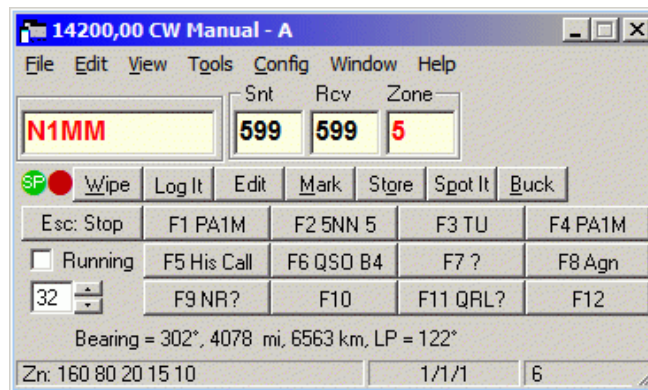 14200,00 CW Manual - A
File Edit View Tools Config Window Help
Snt Rcv Zone
N1MM 599 599 5
SP Wipe Log It Edit Mark Store Spot It Buck
Esc: Stop F1 PA1M F2 5NN 5 F3 TU F4 PA1M
Running F5 His Call F6 QSO B4 F7 ? F8 Agn
32 F9 NR? F10 F11 QRL? F12
Bearing = 302°, 4078 mi, 6563 km, LP = 122°
Zn: 160 80 20 15 10 1/1/1 6